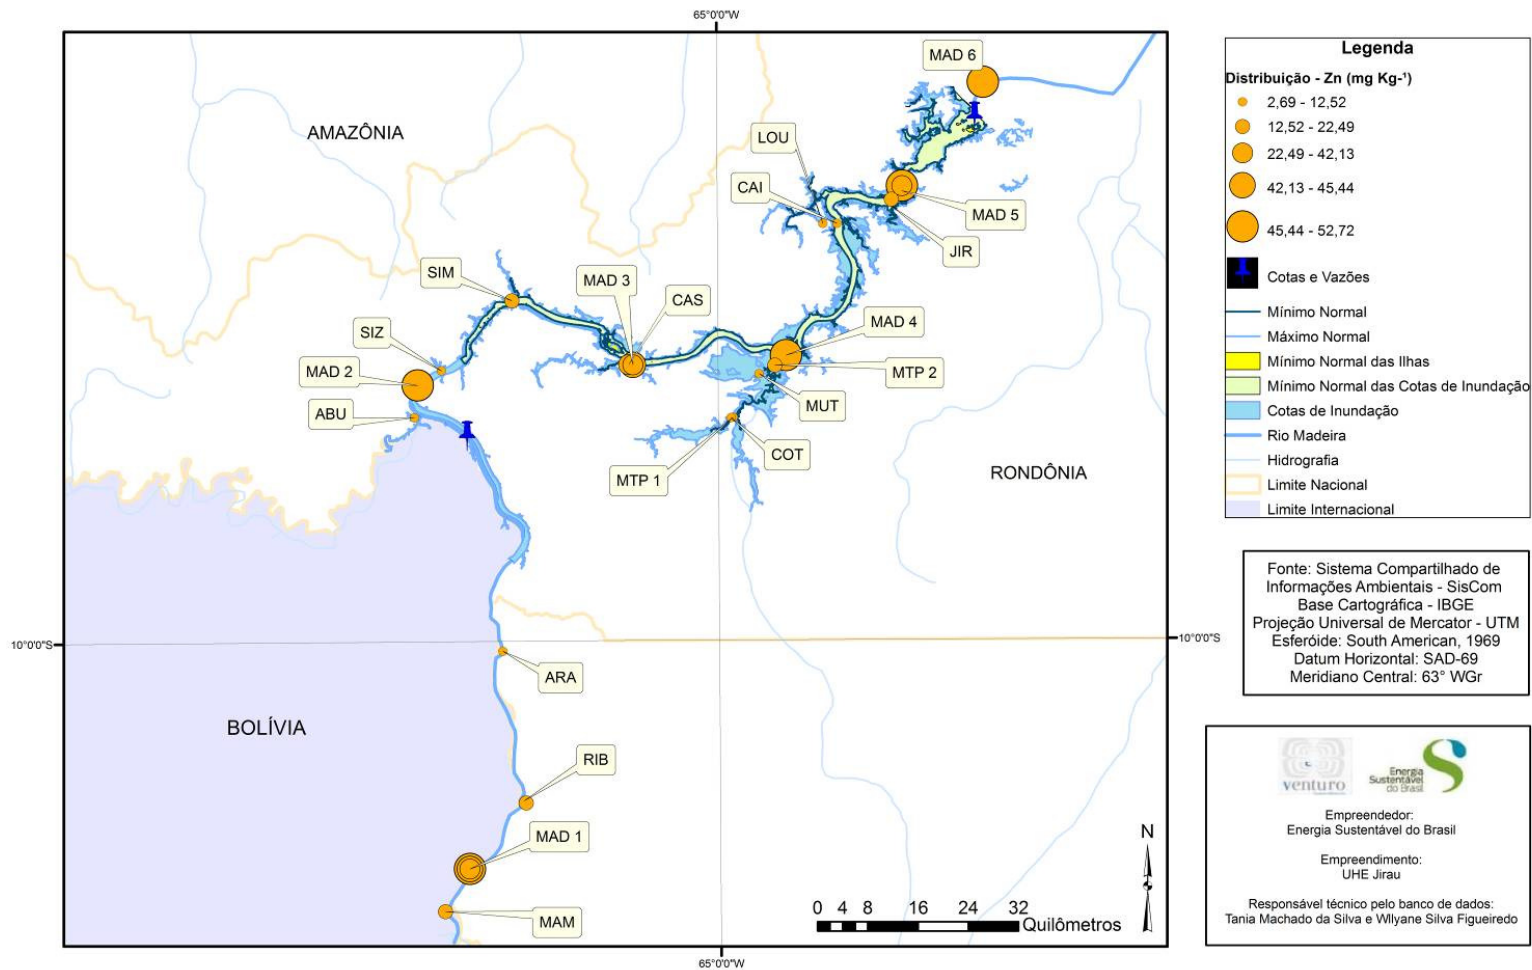 65°0'0"W
MAD 6
AMAZÔNIA
LOU
CAI
MAD 5
JIR
SIM
MAD 3
CAS
SIZ
MAD 4
MAD 2
MTP 2
ABU
MUT
COT
MTP 1
RONDÔNIA
10°0'0"S
10°0'0"S
ARA
BOLÍVIA
RIB
MAD 1
MAM
N
0 4 8 16 24 32
Quilômetros
65°0'0"W
Legenda
Distribuição - Zn (mg Kg-¹)
2,69 - 12,52
12,52 - 22,49
22,49 - 42,13
42,13 - 45,44
45,44 - 52,72
Cotas e Vazões
Mínimo Normal
Máximo Normal
Mínimo Normal das Ilhas
Mínimo Normal das Cotas de Inundação
Cotas de Inundação
Rio Madeira
Hidrografia
Limite Nacional
Limite Internacional
Fonte: Sistema Compartilhado de
Informações Ambientais - SisCom
Base Cartográfica - IBGE
Projeção Universal de Mercator - UTM
Esferóide: South American, 1969
Datum Horizontal: SAD-69
Meridiano Central: 63° WGr
venturo
Energia
Sustentável
do Brasil
Empreendedor:
Energia Sustentável do Brasil
Empreendimento:
UHE Jirau
Responsável técnico pelo banco de dados:
Tania Machado da Silva e Wllyane Silva Figueiredo